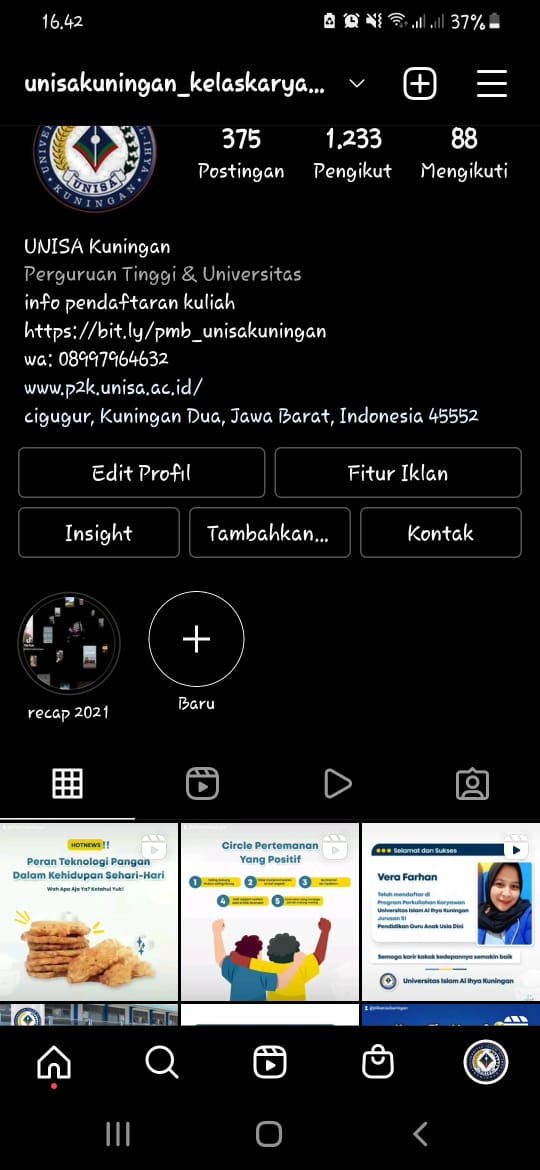 16.42
37%
unisakuningan_kelaskarya...
375
1.233
88
Postingan
Pengikut
Mengikuti
UNISA
KUNINGAN
UNISA Kuningan
Perguruan Tinggi & Universitas
info pendaftaran kuliah
https://bit.ly/pmb_unisakuningan
wa: 08997964632
www.p2k.unisa.ac.id/
cigugur, Kuningan Dua, Jawa Barat, Indonesia 45552
Edit Profil
Fitur Iklan
Insight
Tambahkan...
Kontak
recap 2021
Baru
HOTNEWS !!
Peran Teknologi Pangan
Dalam Kehidupan Sehari-Hari
Wah Apa Aja Ya? Ketahui Yuk!
Circle Pertemanan
Yang Positif
1
2
3
4
5
Selamat dan Sukses
Vera Farhan
Telah mendaftar di
Program Perkuliahan Karyawan
Universitas Islam Al Ihya Kuningan
Jurusan S1
Pendidikan Guru Anak Usia Dini
Semoga karir kakak kedepannya semakin baik
Universitas Islam Al Ihya Kuningan